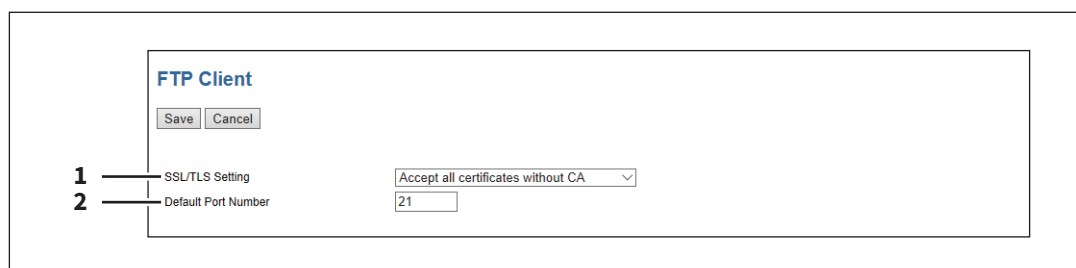 FTP Client
Save Cancel
1 SSL/TLS Setting Accept all certificates without CA
2 Default Port Number 21